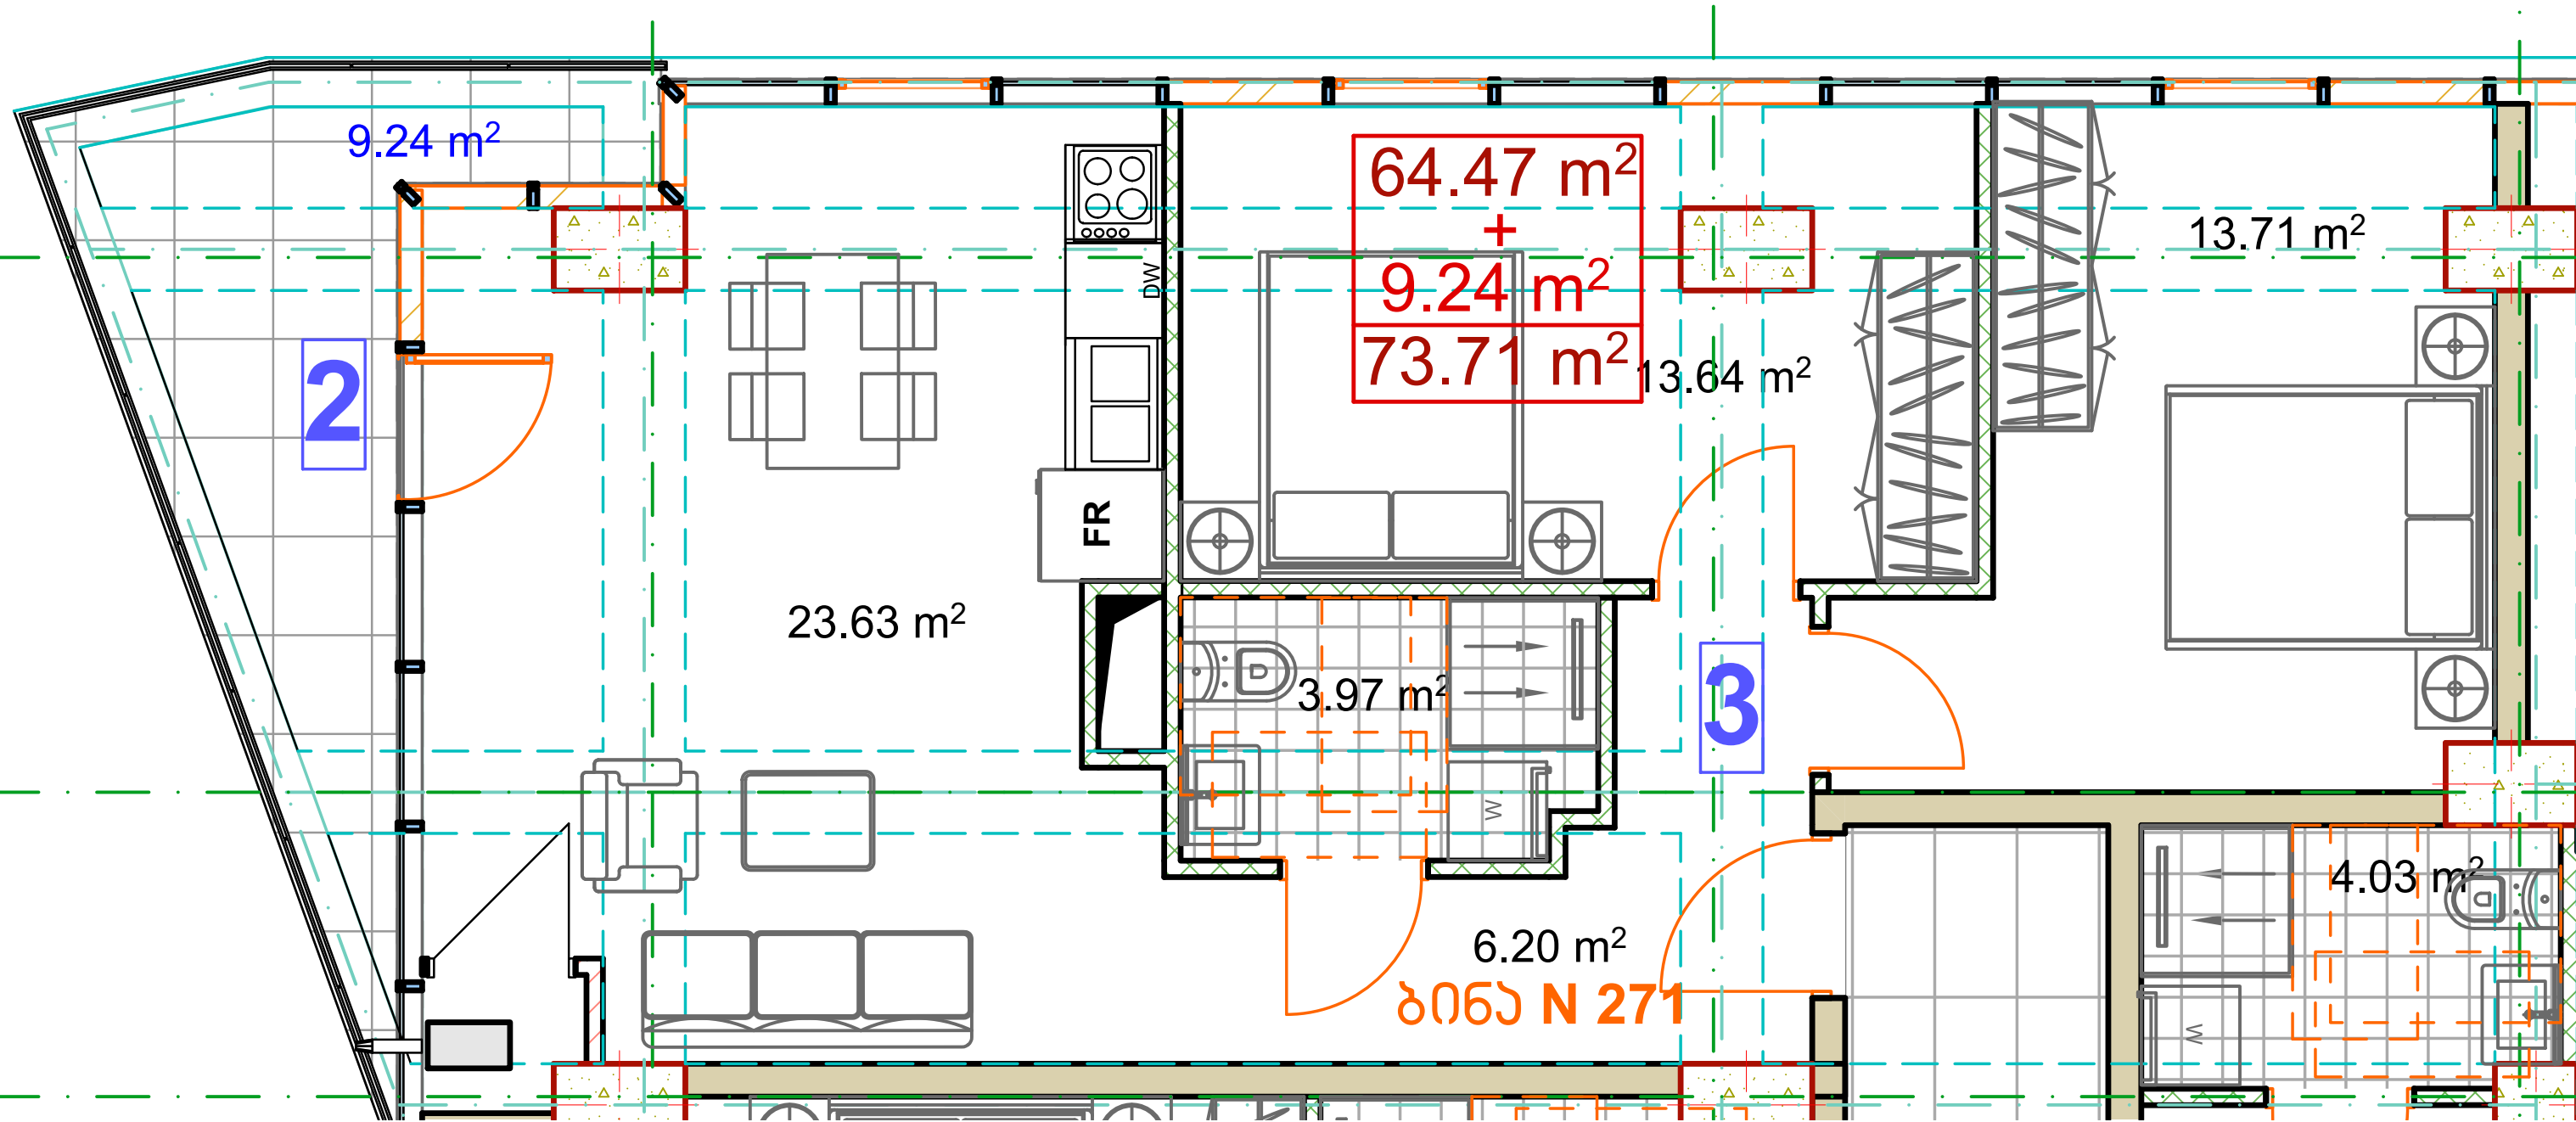 9.24 m²
64.47 m²
+
9.24 m²
73.71 m²
13.71 m²
DW
2
13.64 m²
FR
23.63 m²
3.97 m²
3
W
4.03 m²
6.20 m²
ბინა N 271
W